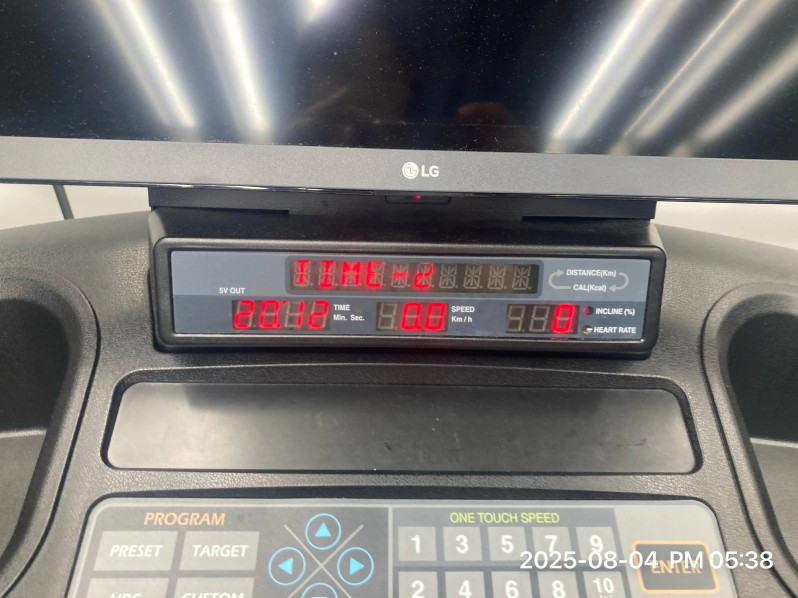 LG
TIME-2
DISTANCE(Km)
CAL(Kcal)
5V OUT
20:12
TIME
Min. Sec.
0.0
SPEED
Km / h
0
INCLINE (%)
HEART RATE
PROGRAM
ONE TOUCH SPEED
PRESET
TARGET
1
3
5
7
9
ENTER
CUSTOM
2
4
6
8
10
2025-08-04 PM 05:38